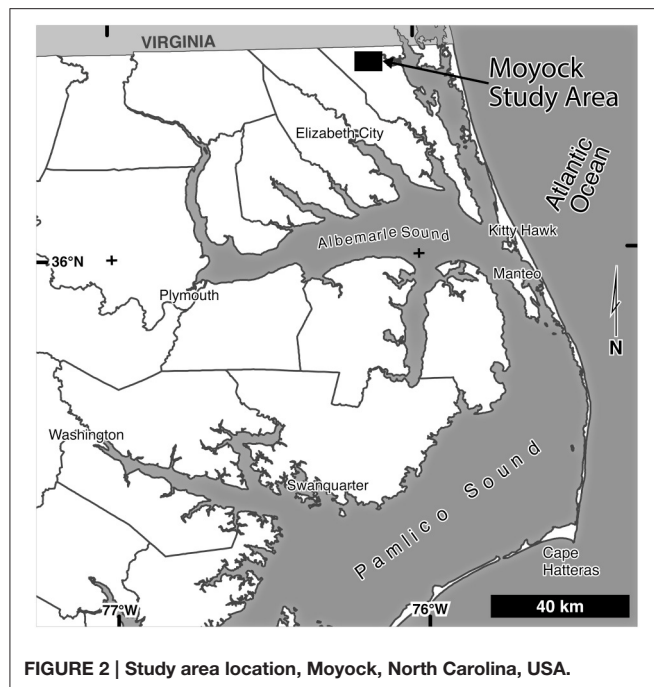 VIRGINIA
Moyock
Study Area
Elizabeth City
Atlantic
Ocean
Albemarle Sound
Kitty Hawk
36°N
Manteo
Plymouth
N
Washington
Swanquarter
Pamlico Sound
Cape
Hatteras
77°W
76°W
40 km
FIGURE 2 | Study area location, Moyock, North Carolina, USA.